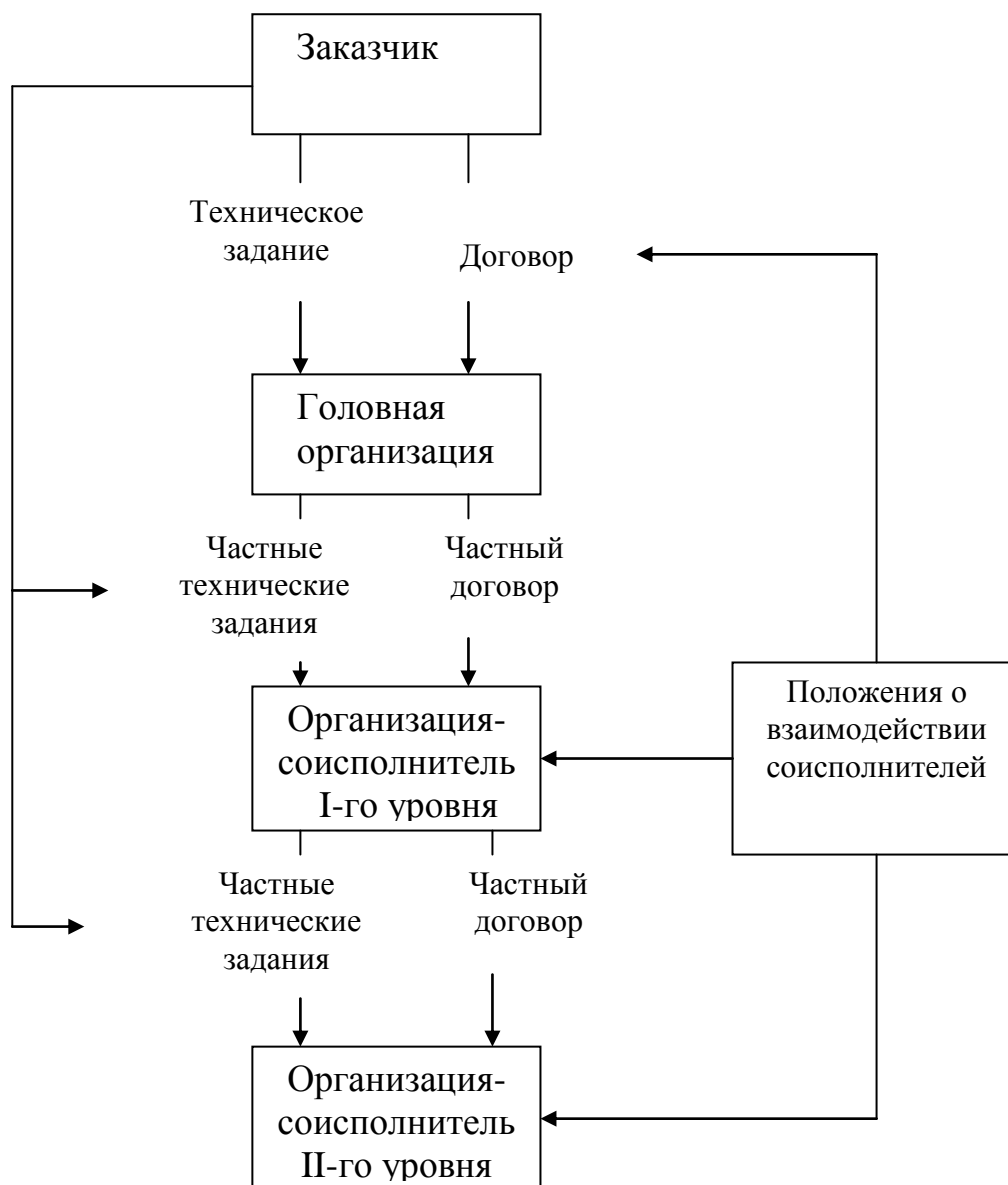 Заказчик
Техническое
задание
Договор
Головная
организация
Частные
технические
задания
Частный
договор
Организация-
соисполнитель
I-го уровня
Положения о
взаимодействии
соисполнителей
Частные
технические
задания
Частный
договор
Организация-
соисполнитель
II-го уровня